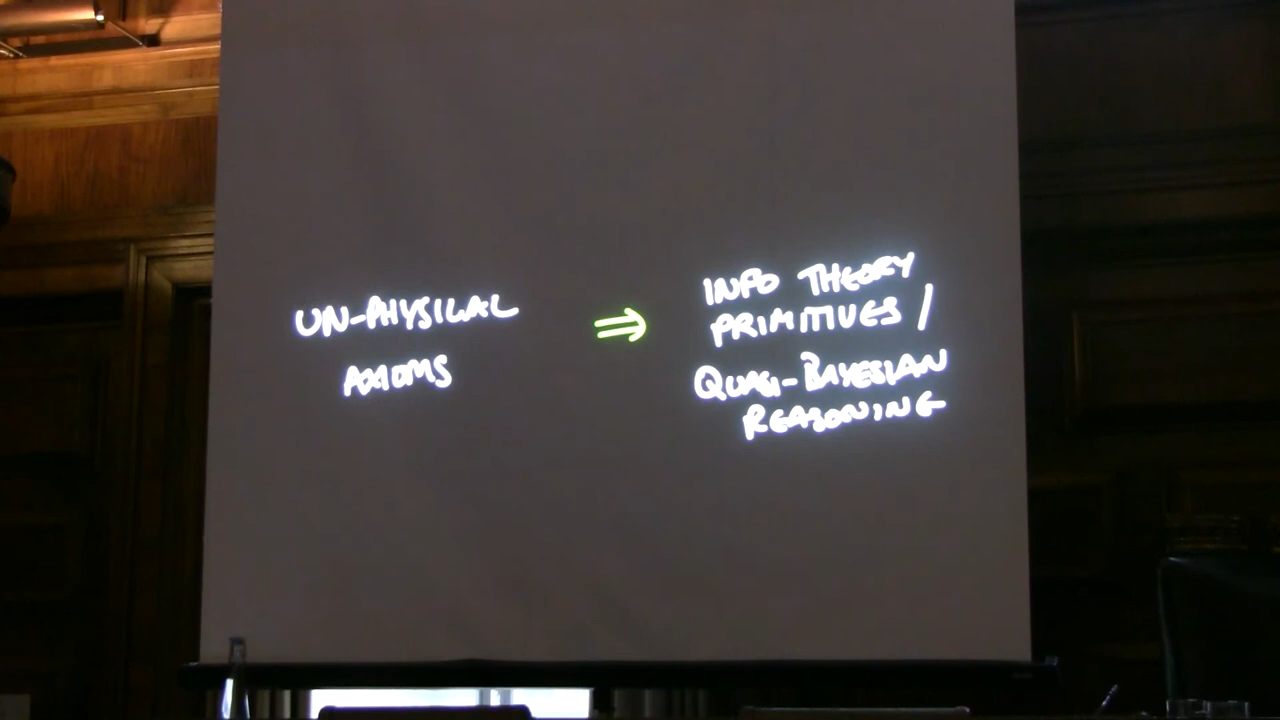 UN-PHYSICAL
AXIOMS
⇒
INFO THEORY
PRIMITIVES /
QUASI-BAYESIAN
REASONING